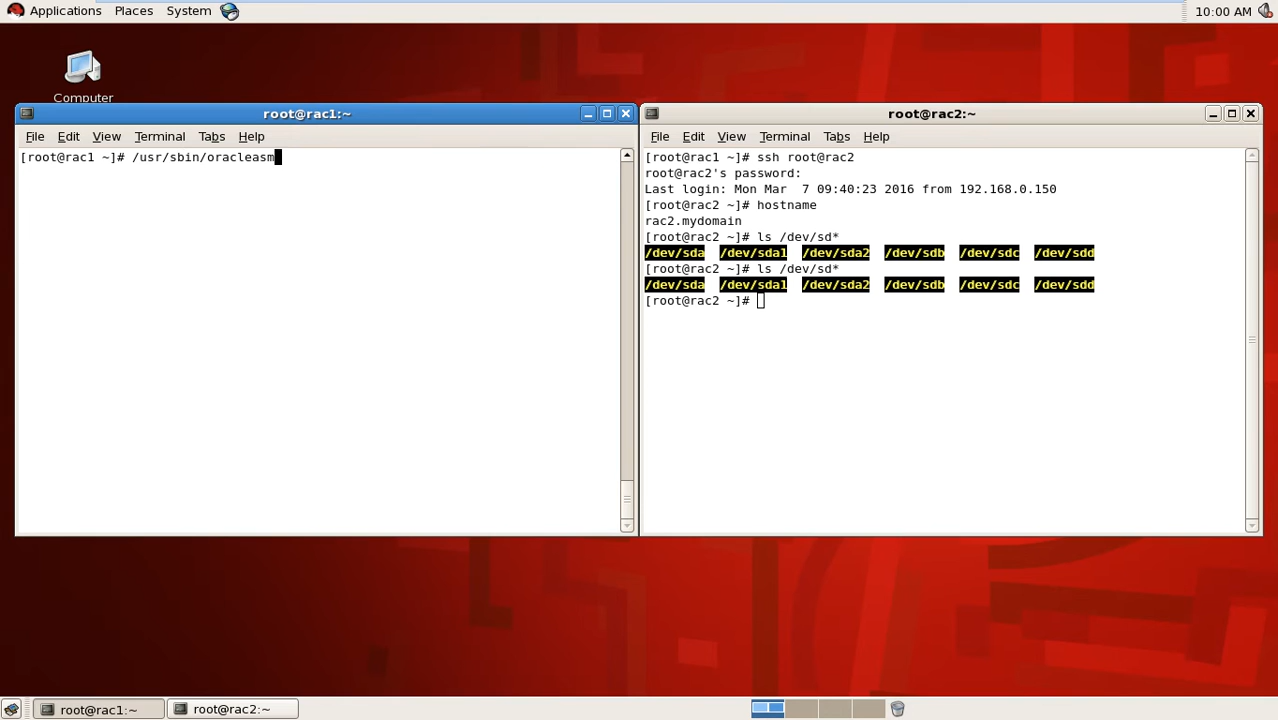 Applications Places System 10:00 AM
Computer
root@rac1:~
File Edit View Terminal Tabs Help
[root@rac1 ~]# /usr/sbin/oracleasm
root@rac2:~
File Edit View Terminal Tabs Help
[root@rac1 ~]# ssh root@rac2
root@rac2's password:
Last login: Mon Mar  7 09:40:23 2016 from 192.168.0.150
[root@rac2 ~]# hostname
rac2.mydomain
[root@rac2 ~]# ls /dev/sd*
/dev/sda  /dev/sda1  /dev/sda2  /dev/sdb  /dev/sdc  /dev/sdd
[root@rac2 ~]# ls /dev/sd*
/dev/sda  /dev/sda1  /dev/sda2  /dev/sdb  /dev/sdc  /dev/sdd
[root@rac2 ~]#
root@rac1:~ root@rac2:~